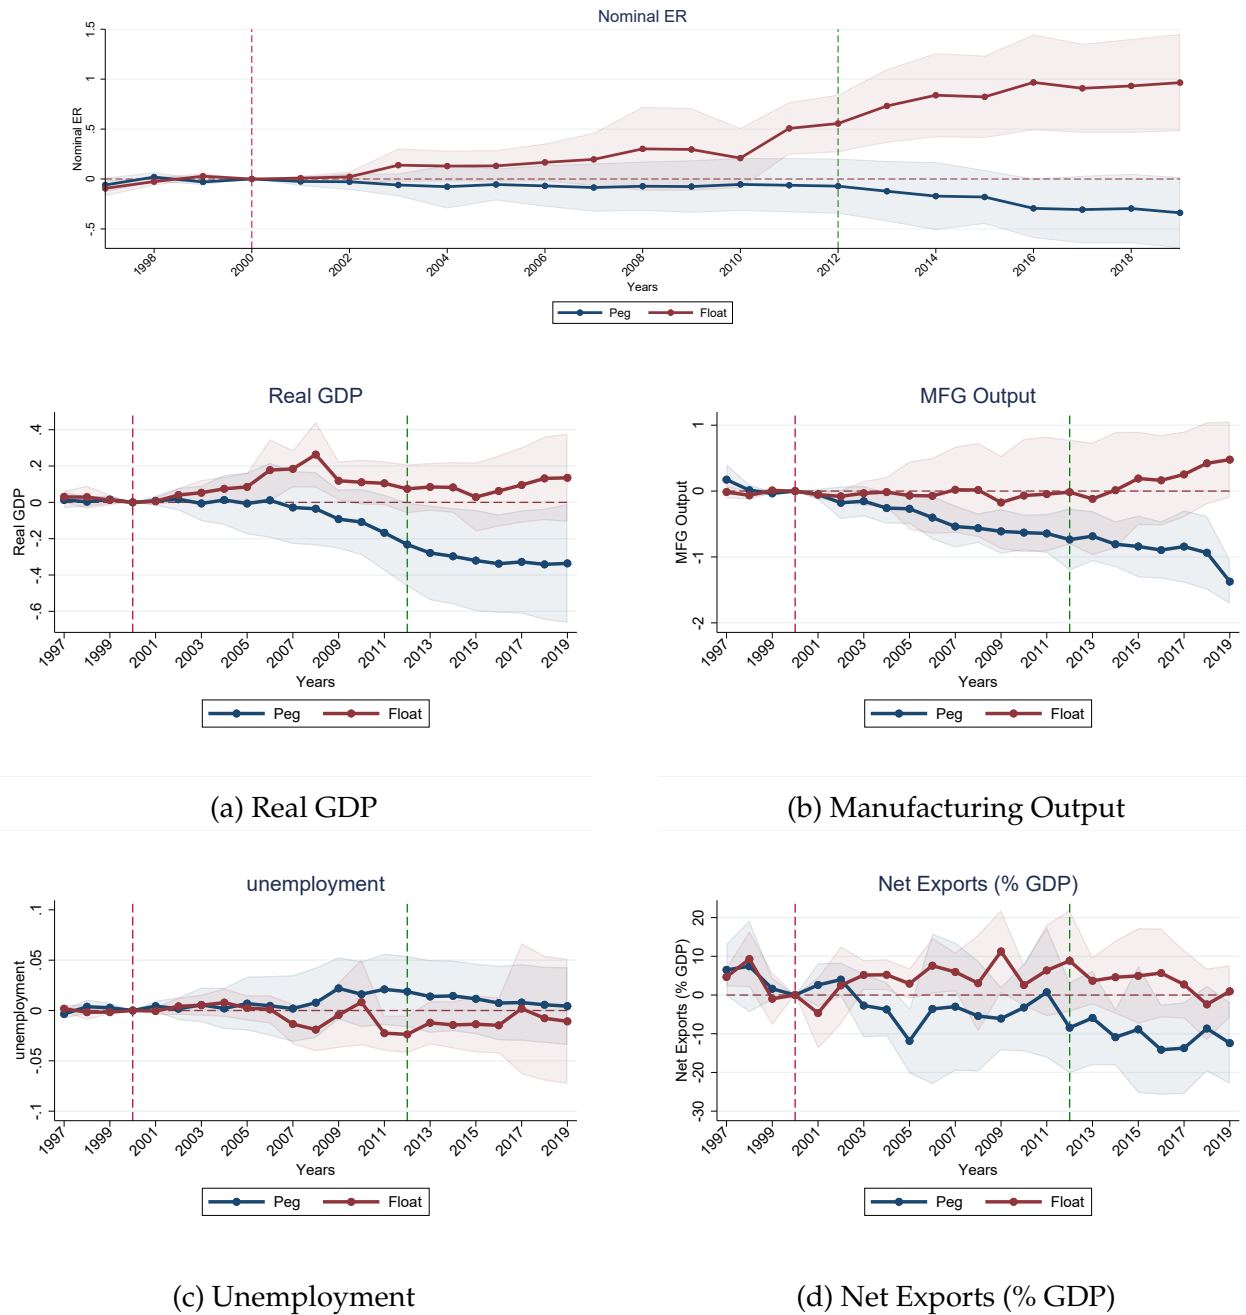 Nominal ER
Nominal ER
1.5
1
.5
0
-.5
1998 2000 2002 2004 2006 2008 2010 2012 2014 2016 2018
Years
Peg Float
Real GDP
Real GDP
.4
.2
0
-.2
-.4
-.6
1997 1999 2001 2003 2005 2007 2009 2011 2013 2015 2017 2019
Years
Peg Float
MFG Output
MFG Output
1
0
-1
-2
1997 1999 2001 2003 2005 2007 2009 2011 2013 2015 2017 2019
Years
Peg Float
(a) Real GDP
(b) Manufacturing Output
unemployment
unemployment
.1
.05
0
-.05
-.1
1997 1999 2001 2003 2005 2007 2009 2011 2013 2015 2017 2019
Years
Peg Float
Net Exports (% GDP)
Net Exports (% GDP)
20
10
0
-10
-20
-30
1997 1999 2001 2003 2005 2007 2009 2011 2013 2015 2017 2019
Years
Peg Float
(c) Unemployment
(d) Net Exports (% GDP)